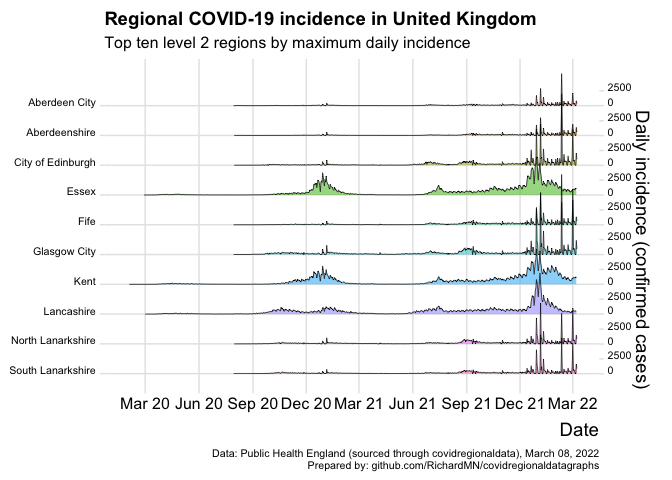 Regional COVID-19 incidence in United Kingdom
Top ten level 2 regions by maximum daily incidence
Aberdeen City
Aberdeenshire
City of Edinburgh
Essex
Fife
Glasgow City
Kent
Lancashire
North Lanarkshire
South Lanarkshire
2500
0
2500
0
2500
0
2500
0
2500
0
2500
0
2500
0
2500
0
2500
0
2500
0
Daily incidence (confirmed cases)
Mar 20 Jun 20 Sep 20 Dec 20 Mar 21 Jun 21 Sep 21 Dec 21 Mar 22
Date
Data: Public Health England (sourced through covidregionaldata), March 08, 2022
Prepared by: github.com/RichardMN/covidregionaldatagraphs